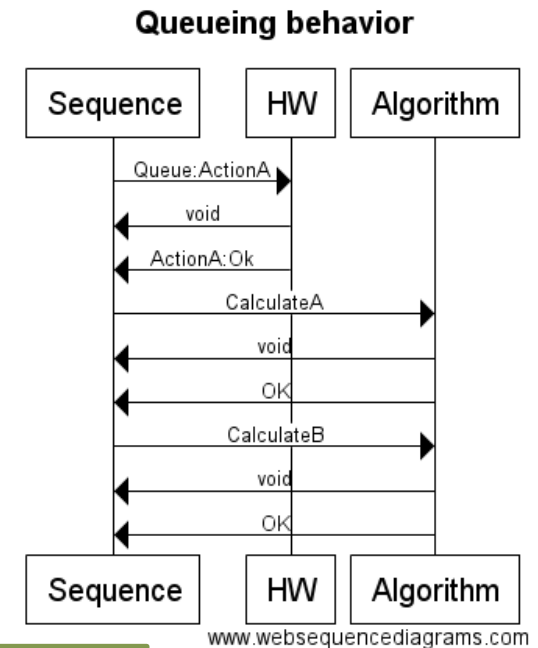 Queueing behavior
Sequence HW Algorithm
Queue:ActionA
void
ActionA:Ok
CalculateA
void
OK
CalculateB
void
OK
Sequence HW Algorithm
www.websequencediagrams.com